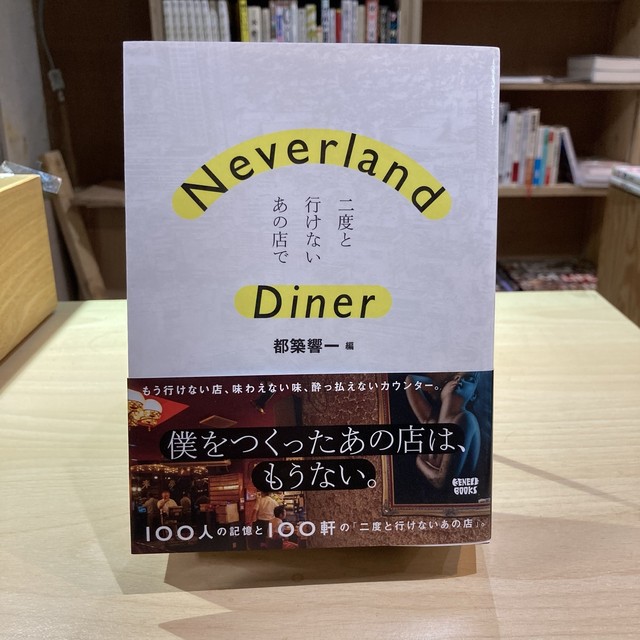 Neverland
二度と
行けない
あの店で
Diner
都築響一 編
もう行けない店、味わえない味、酔っ払えないカウンター。
僕をつくったあの店は、
もうない。
GENEED
BOOKS
100人の記憶と100軒の「二度と行けないあの店」。